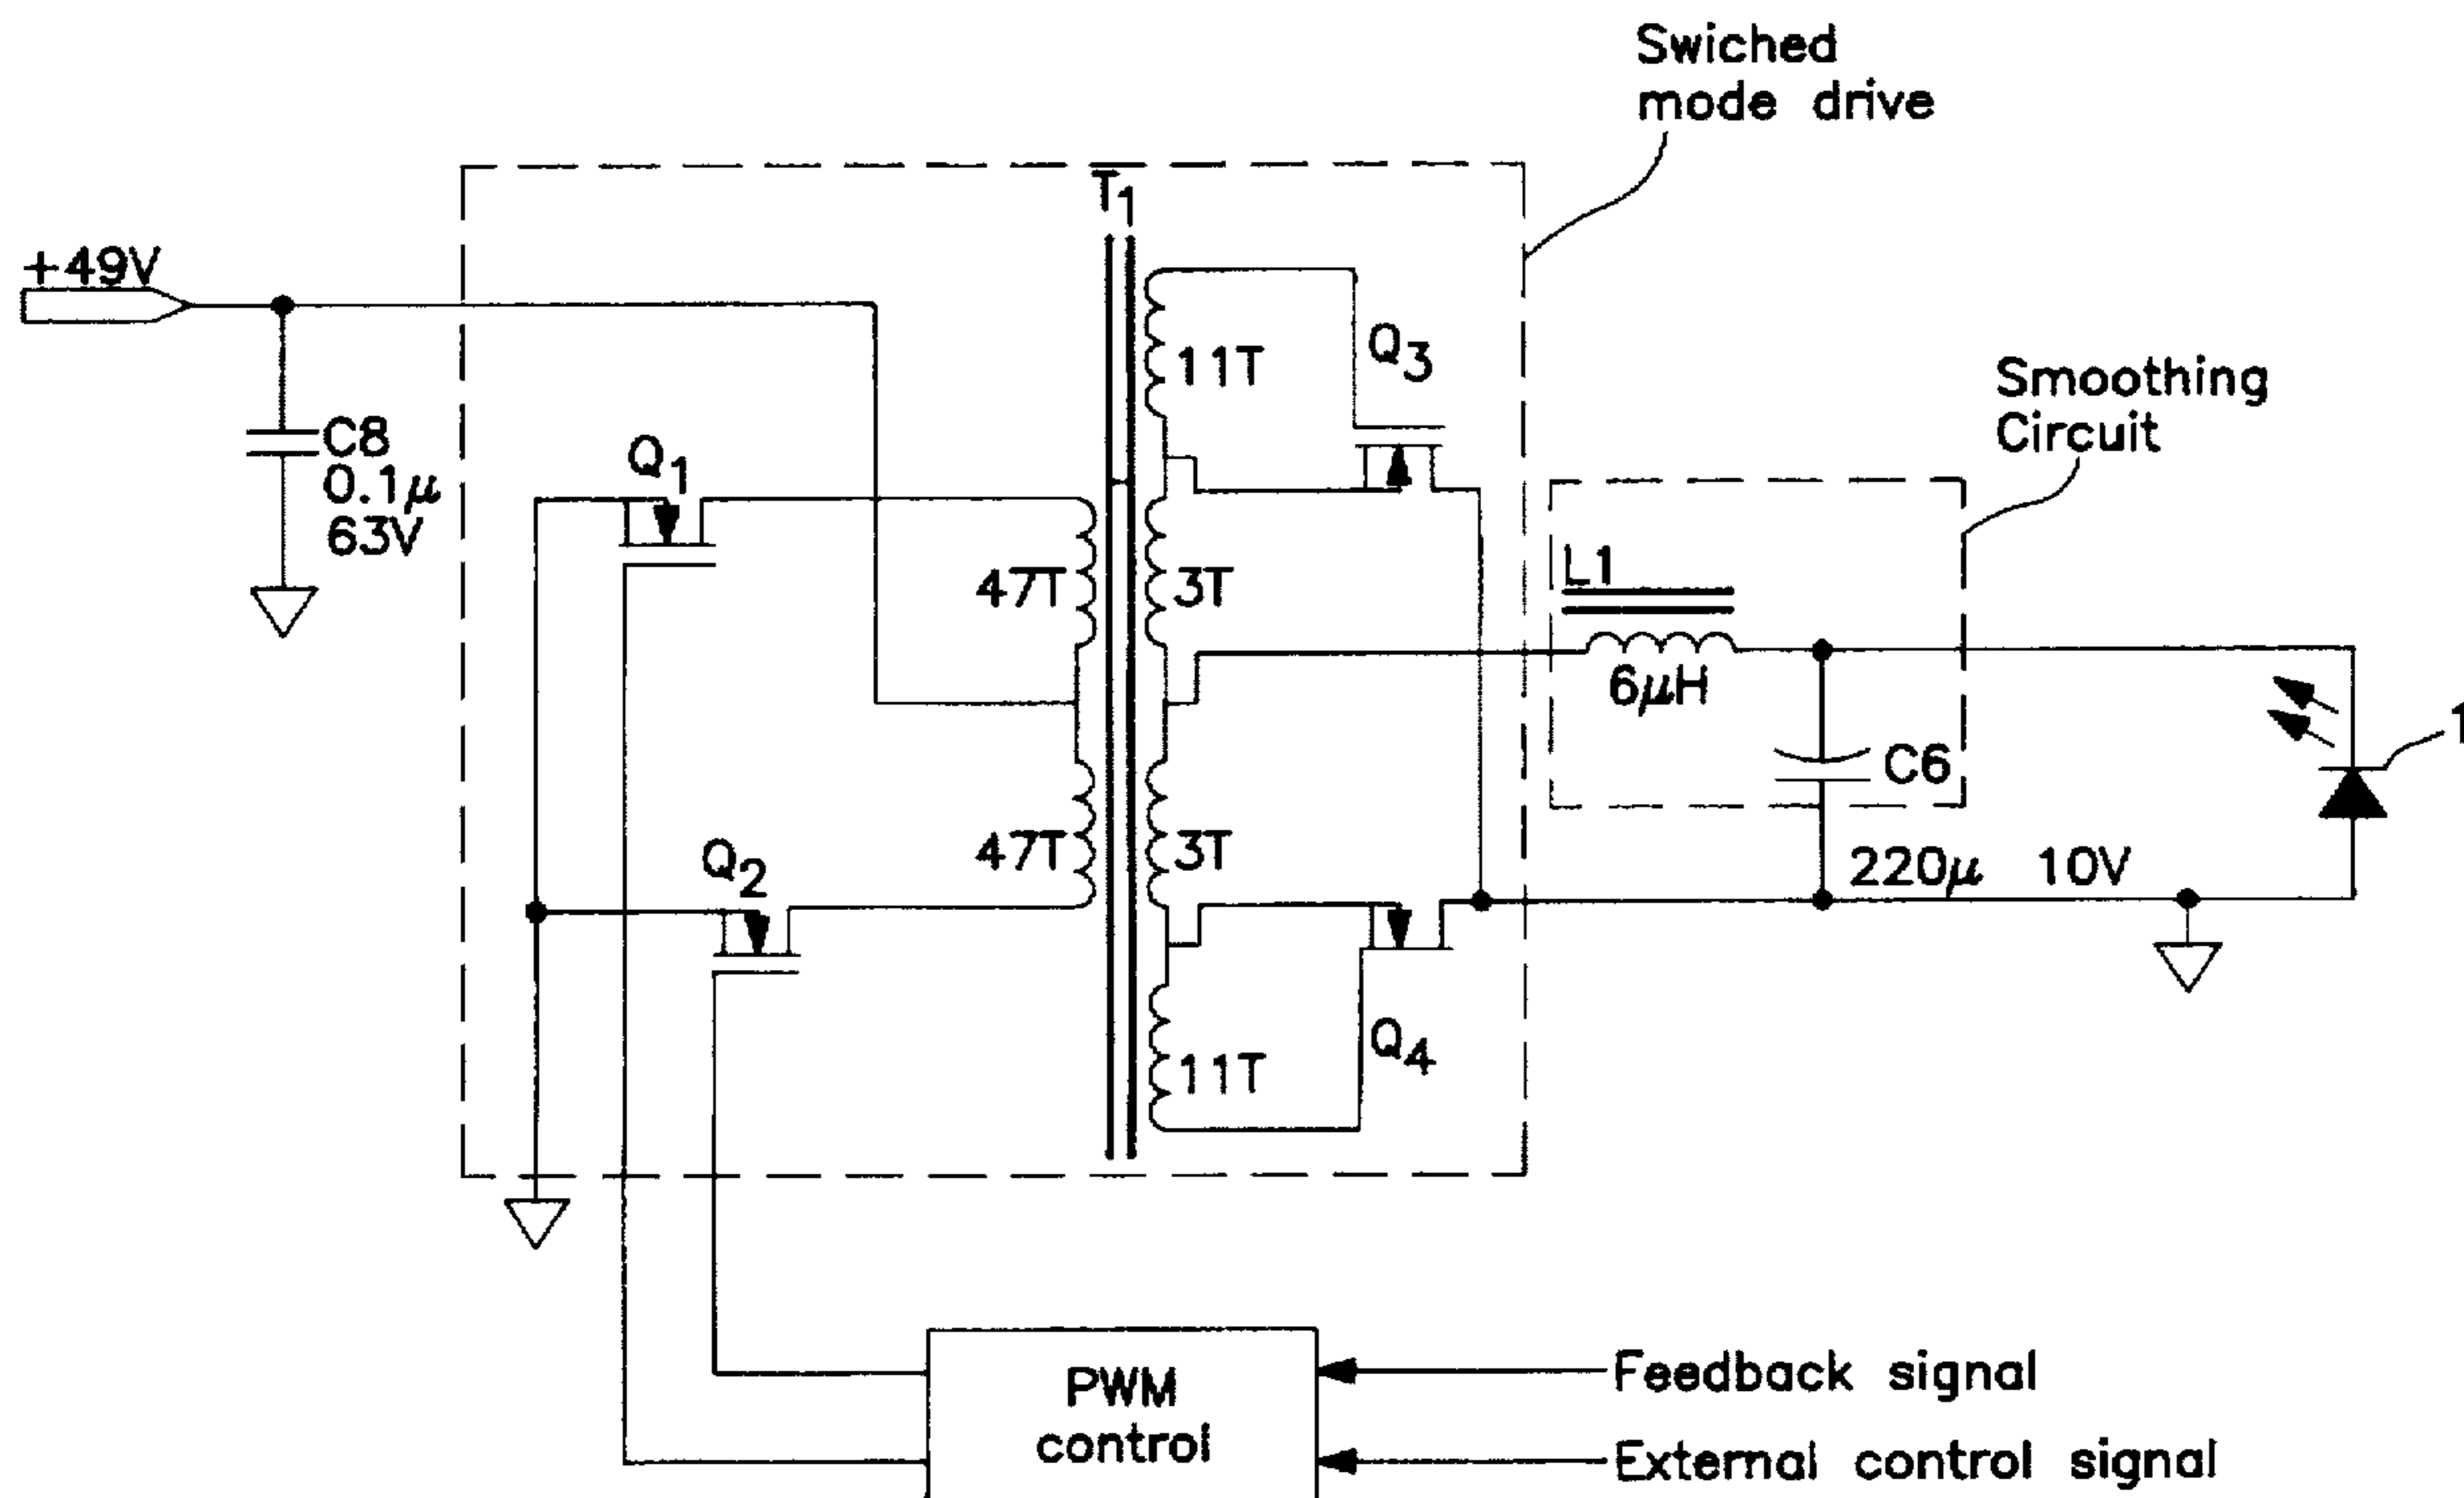 Swiched
mode drive
T1
+49V
11T
Q3
Smoothing
Circuit
C8
0.1μ
63V
Q1
47T
3T
L1
6μH
1
C6
Q2
47T
3T
220μ 10V
11T
Q4
PWM
control
Feedback signal
External control signal